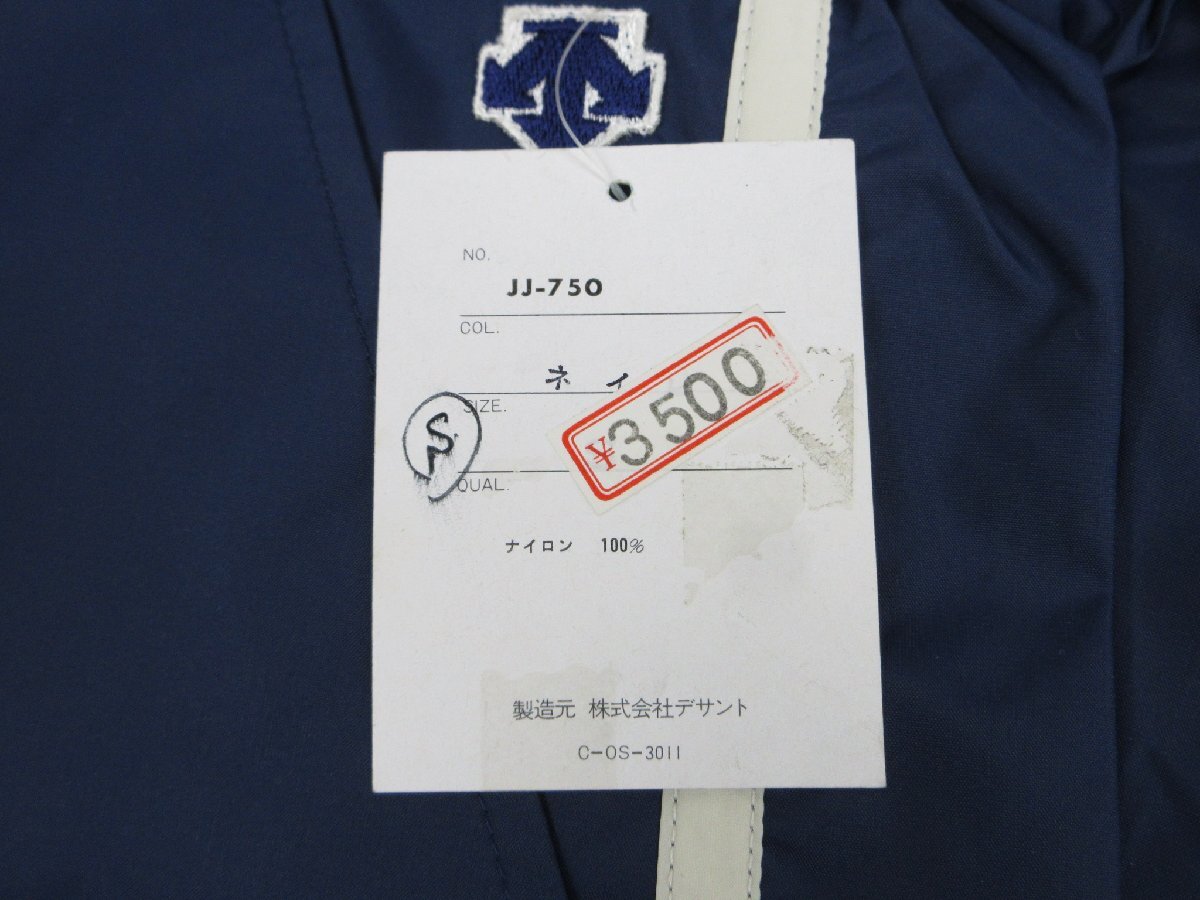 NO.
JJ-750
COL.
ネイ
SIZE.
S
¥3500
QUAL.
ナイロン 100%
製造元 株式会社デサント
C-OS-3011